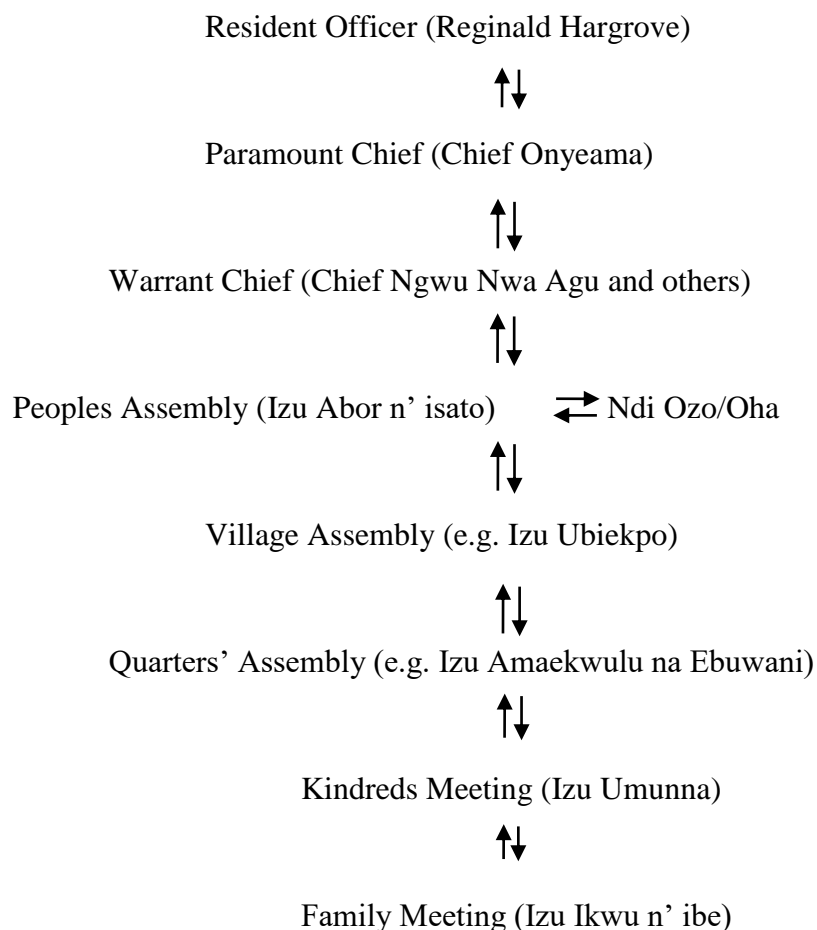 Resident Officer (Reginald Hargrove)
Paramount Chief (Chief Onyeama)
Warrant Chief (Chief Ngwu Nwa Agu and others)
Peoples Assembly (Izu Abor n’ isato) Ndi Ozo/Oha
Village Assembly (e.g. Izu Ubiekpo)
Quarters’ Assembly (e.g. Izu Amaekwulu na Ebuwani)
Kindreds Meeting (Izu Umunna)
Family Meeting (Izu Ikwu n’ ibe)